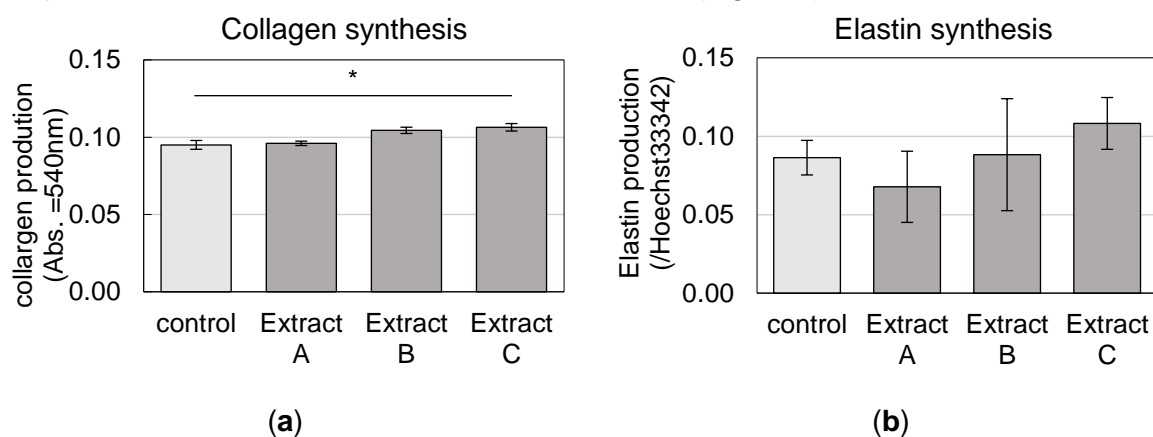 Collagen synthesis
collargen prodution
(Abs. =540nm)
0.15
0.10
0.05
0.00
*
control Extract Extract Extract
A B C
(a)
Elastin synthesis
Elastin production
(/Hoechst33342)
0.15
0.10
0.05
0.00
control Extract Extract Extract
A B C
(b)